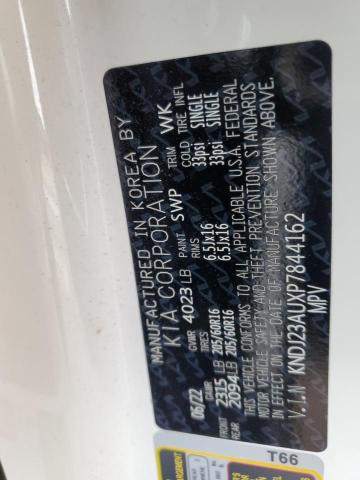 MANUFACTURED IN KOREA BY
KIA CORPORATION
06/22 GVWR 4023 LB PAINT SWP TRIM WK
GAWR TIRES RIMS COLD TIRE INFL
FRONT 2315 LB 205/60R16 6.5Jx16 33psi SINGLE
REAR 2094 LB 205/60R16 6.5Jx16 33psi SINGLE
THIS VEHICLE CONFORMS TO ALL APPLICABLE U.S.A. FEDERAL
MOTOR VEHICLE SAFETY AND THEFT PREVENTION STANDARDS
IN EFFECT ON THE DATE OF MANUFACTURE SHOWN ABOVE.
V.I.N KNDJ23AUXP7844162
MPV
T66